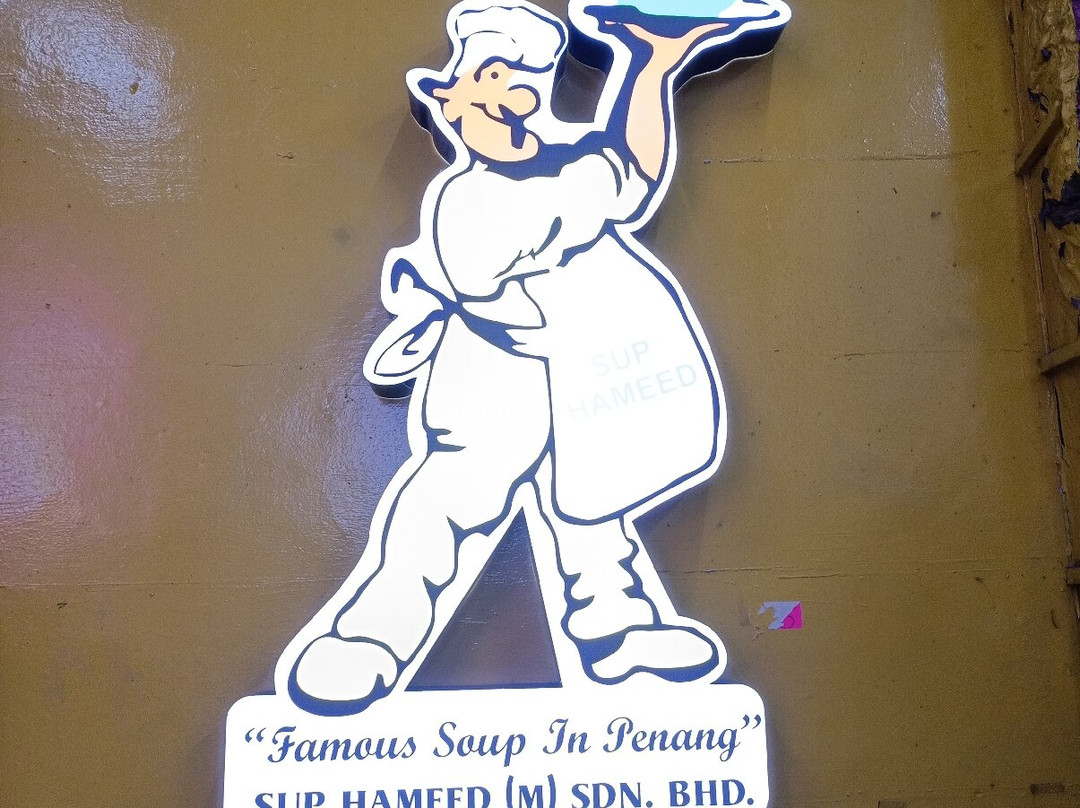 SUP
HAMEED
“Famous Soup In Penang”
SUP HAMEED (M) SDN. BHD.